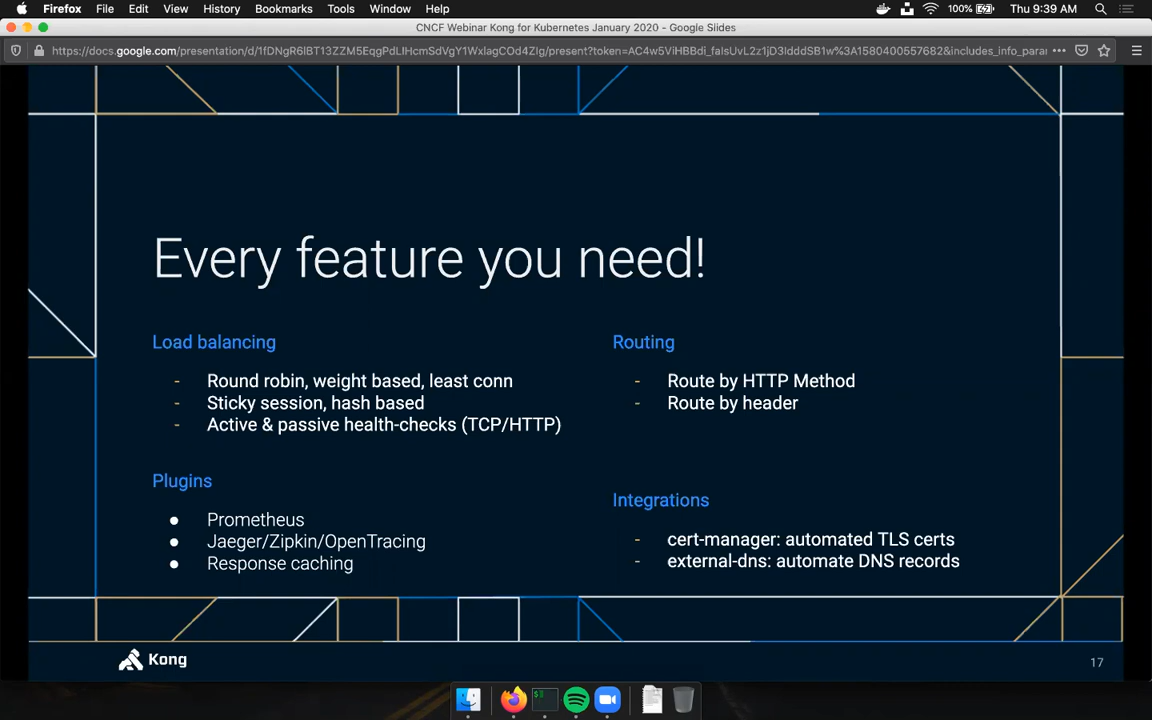 Firefox File Edit View History Bookmarks Tools Window Help 100% Thu 9:39 AM
CNCF Webinar Kong for Kubernetes January 2020 - Google Slides
Every feature you need!
Load balancing
- Round robin, weight based, least conn
- Sticky session, hash based
- Active & passive health-checks (TCP/HTTP)
Routing
- Route by HTTP Method
- Route by header
Plugins
● Prometheus
● Jaeger/Zipkin/OpenTracing
● Response caching
Integrations
- cert-manager: automated TLS certs
- external-dns: automate DNS records
Kong
17